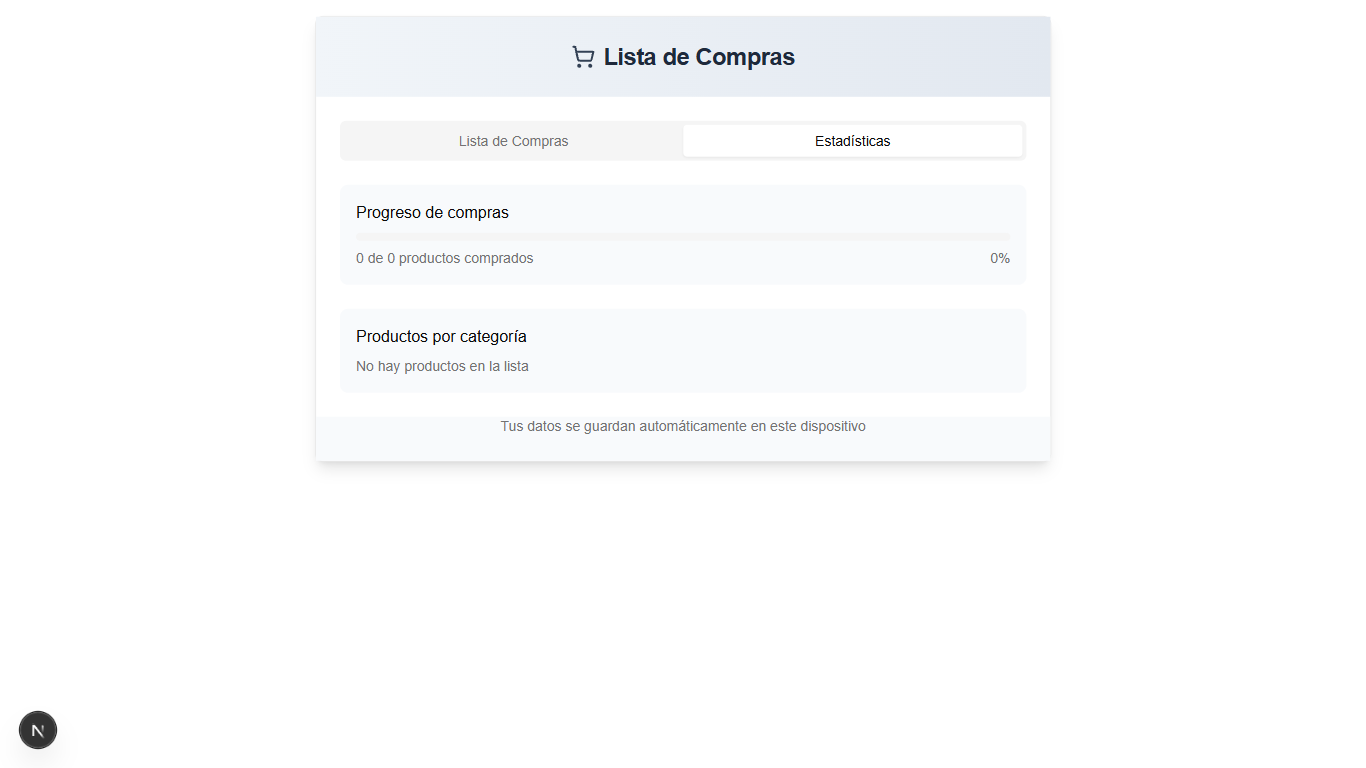 Lista de Compras
Lista de Compras
Estadísticas
Progreso de compras
0 de 0 productos comprados
0%
Productos por categoría
No hay productos en la lista
Tus datos se guardan automáticamente en este dispositivo
N